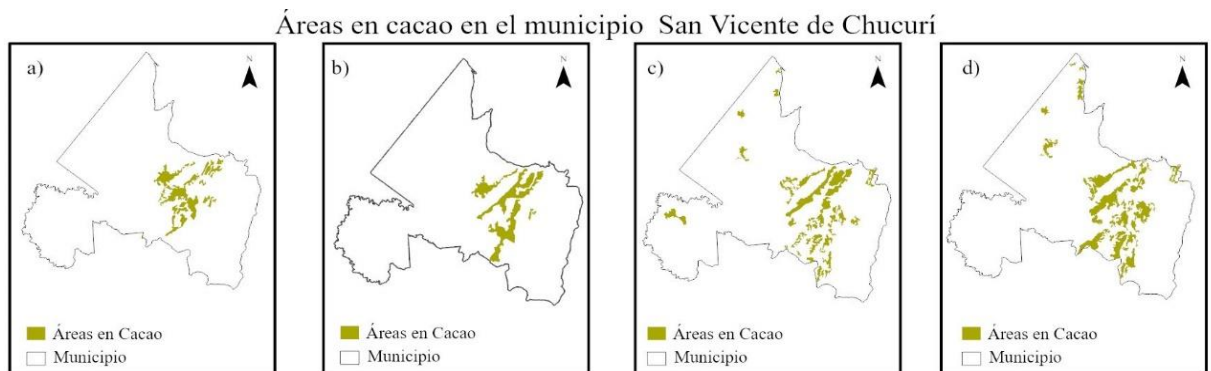 Áreas en cacao en el municipio San Vicente de Chucurí
a)
N
Áreas en Cacao
Municipio
b)
N
Áreas en Cacao
Municipio
c)
N
Áreas en Cacao
Municipio
d)
N
Áreas en Cacao
Municipio